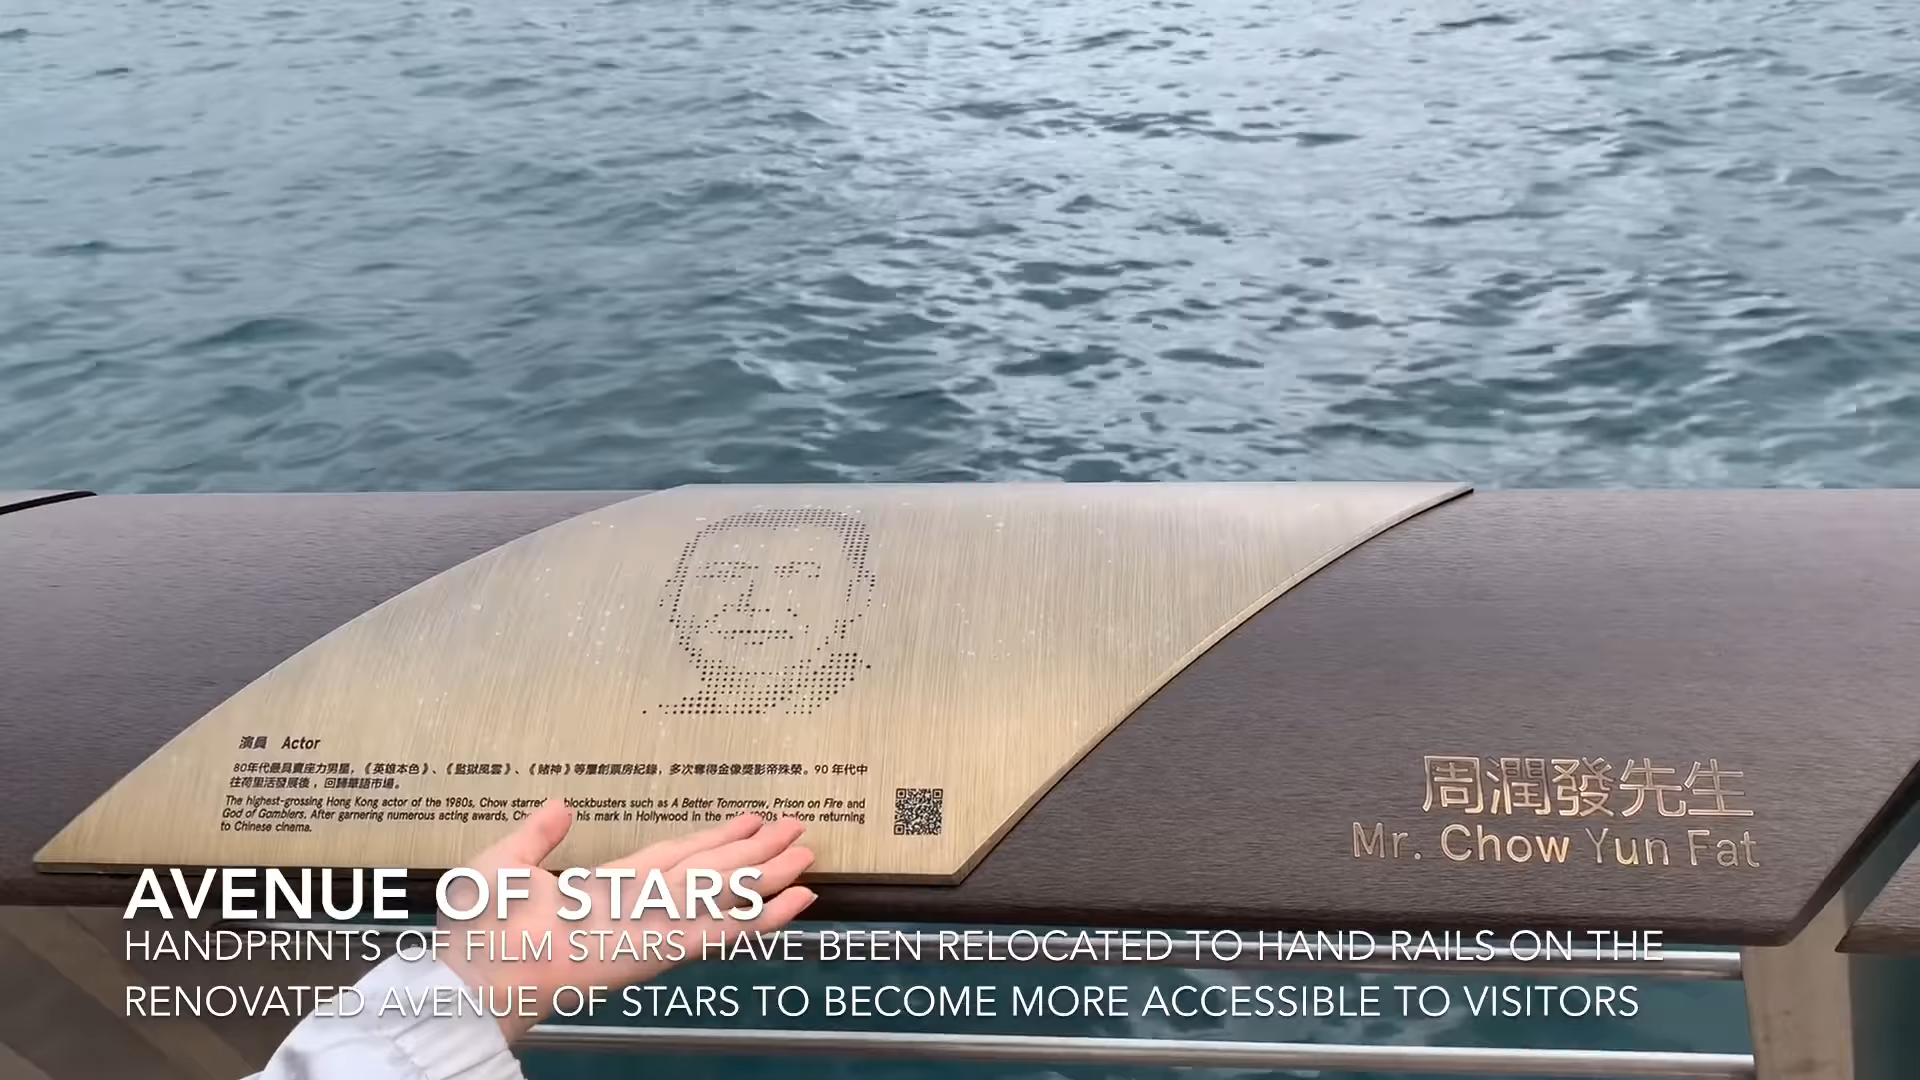 演員 Actor
80年代最具賣座力男星，《英雄本色》、《監獄風雲》、《賭神》等屢創票房紀錄，多次奪得金像獎影帝殊榮。90 年代中
往荷里活發展後，回歸華語市場。
The highest-grossing Hong Kong actor of the 1980s, Chow starred blockbusters such as A Better Tomorrow, Prison on Fire and
God of Gamblers. After garnering numerous acting awards, his mark in Hollywood in the before returning
to Chinese cinema.
周潤發先生
Mr. Chow Yun Fat
AVENUE OF STARS
HANDPRINTS OF FILM STARS HAVE BEEN RELOCATED TO HAND RAILS ON THE
RENOVATED AVENUE OF STARS TO BECOME MORE ACCESSIBLE TO VISITORS